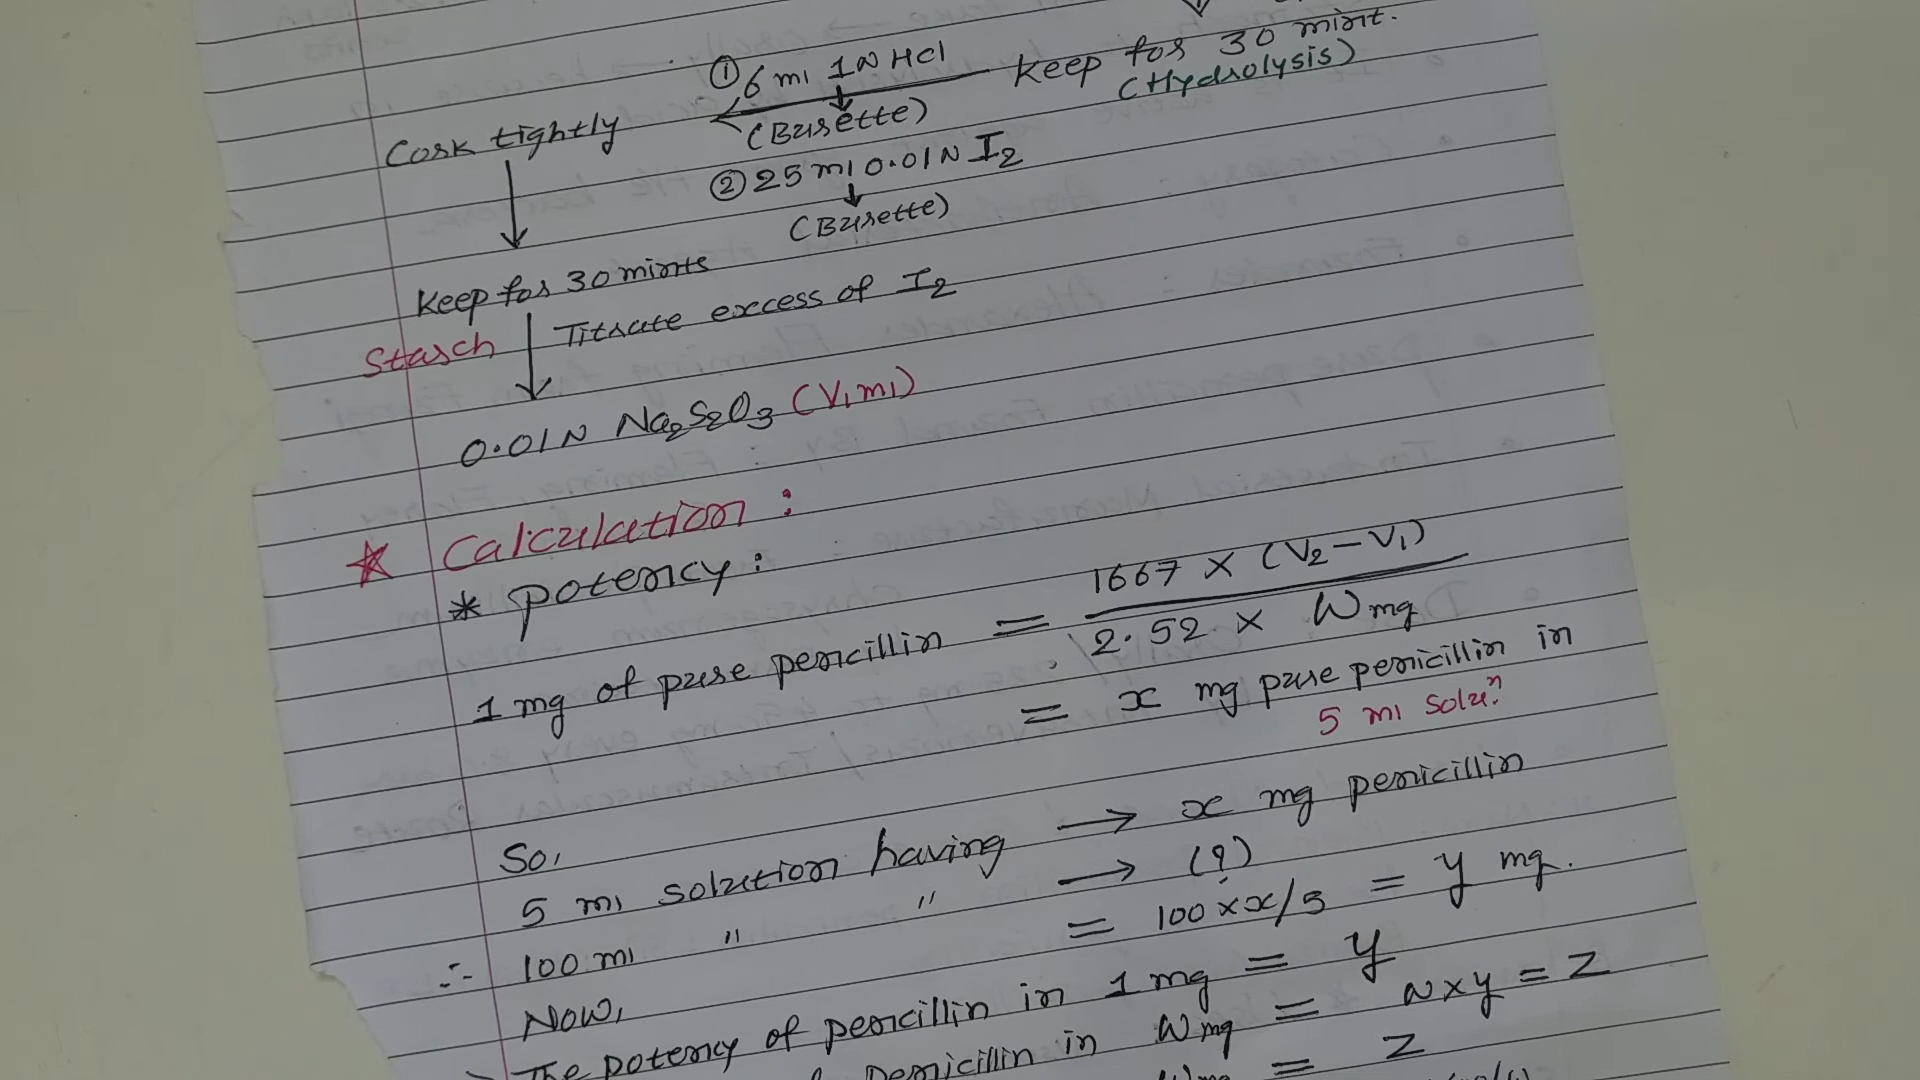 ① 6 ml 1N HCl
Keep for 30 mint.
(Hydrolysis)
(Burette)
Cork tightly
② 25 ml 0.01N I2
(Burette)
Keep for 30 mints
Starch
Titrate excess of I2
0.01N Na2S2O3 (V1 ml)
* Calculation :
* Potency :
1 mg of pure penicillin = 1667 × (V2 – V1)
2.52 × W mg
= x mg pure penicillin in
5 ml soluⁿ.
So,
5 ml solution having → x mg penicillin
∴ 100 ml " " → (?)
= 100 × x/5 = y mg.
Now,
The potency of penicillin in 1 mg = y
Penicillin in W mg = W × y = Z
= Z